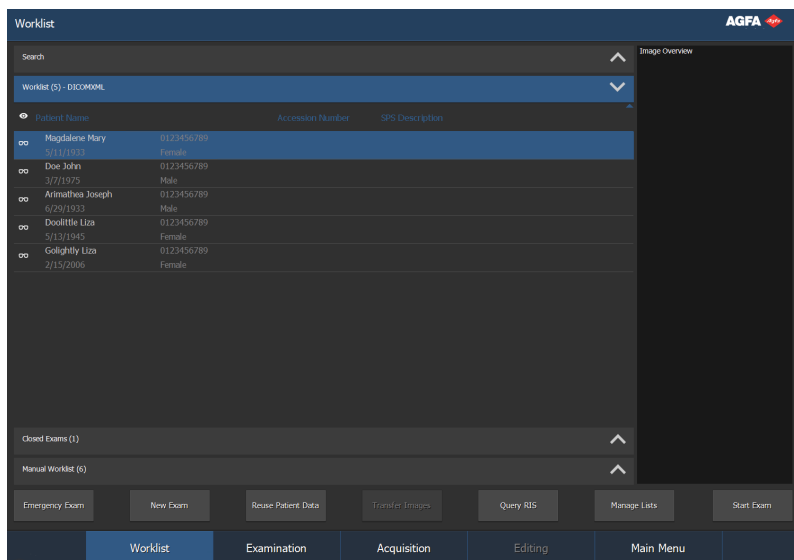 Worklist
AGFA
Search
Image Overview
Worklist (5) - DICOMXML
Patient Name Accession Number SPS Description
Magdalene Mary 0123456789
5/11/1933 Female
Doe John 0123456789
3/7/1975 Male
Arimathea Joseph 0123456789
6/29/1933 Male
Doolittle Liza 0123456789
5/13/1945 Female
Golightly Liza 0123456789
2/15/2006 Female
Closed Exams (1)
Manual Worklist (6)
Emergency Exam New Exam Reuse Patient Data Transfer Images Query RIS Manage Lists Start Exam
Worklist Examination Acquisition Editing Main Menu